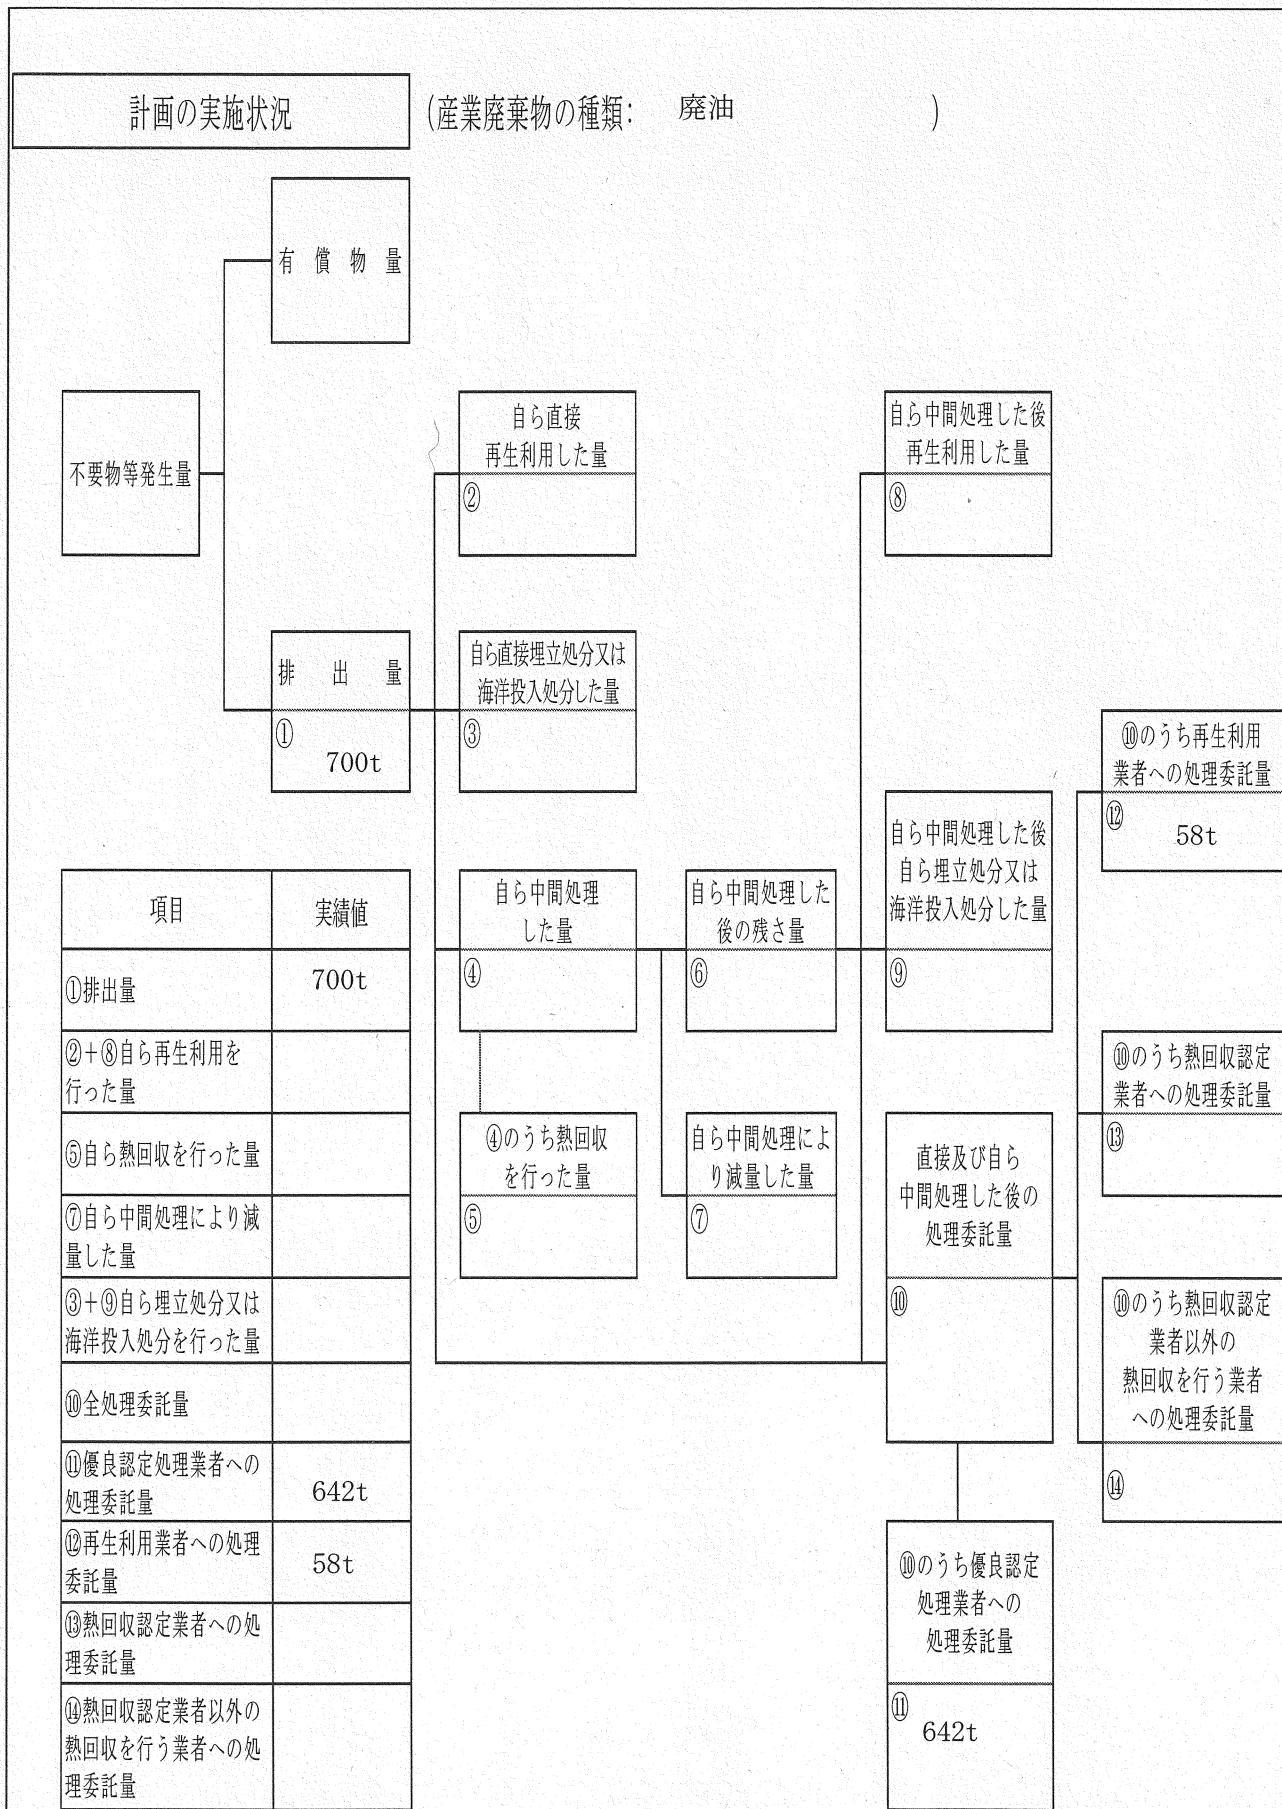 計画の実施状況
(産業廃棄物の種類： 廃油 )
有償物量
不要物等発生量
自ら直接
再生利用した量
②
自ら中間処理した後
再生利用した量
⑧
排出量
①
700t
自ら直接埋立処分又は
海洋投入処分した量
③
⑩のうち再生利用
業者への処理委託量
⑫
58t
自ら中間処理した後
自ら埋立処分又は
海洋投入処分した量
⑨
自ら中間処理
した量
④
自ら中間処理した
後の残さ量
⑥
⑩のうち熱回収認定
業者への処理委託量
⑬
④のうち熱回収
を行った量
⑤
自ら中間処理によ
り減量した量
⑦
直接及び自ら
中間処理した後の
処理委託量
⑩
⑩のうち熱回収認定
業者以外の
熱回収を行う業者
への処理委託量
⑭
⑩のうち優良認定
処理業者への
処理委託量
⑪
642t
項目 実績値
①排出量 700t
②＋⑧自ら再生利用を
行った量
⑤自ら熱回収を行った量
⑦自ら中間処理により減
量した量
③＋⑨自ら埋立処分又は
海洋投入処分を行った量
⑩全処理委託量
⑪優良認定処理業者への
処理委託量 642t
⑫再生利用業者への処理
委託量 58t
⑬熱回収認定業者への処
理委託量
⑭熱回収認定業者以外の
熱回収を行う業者への処
理委託量